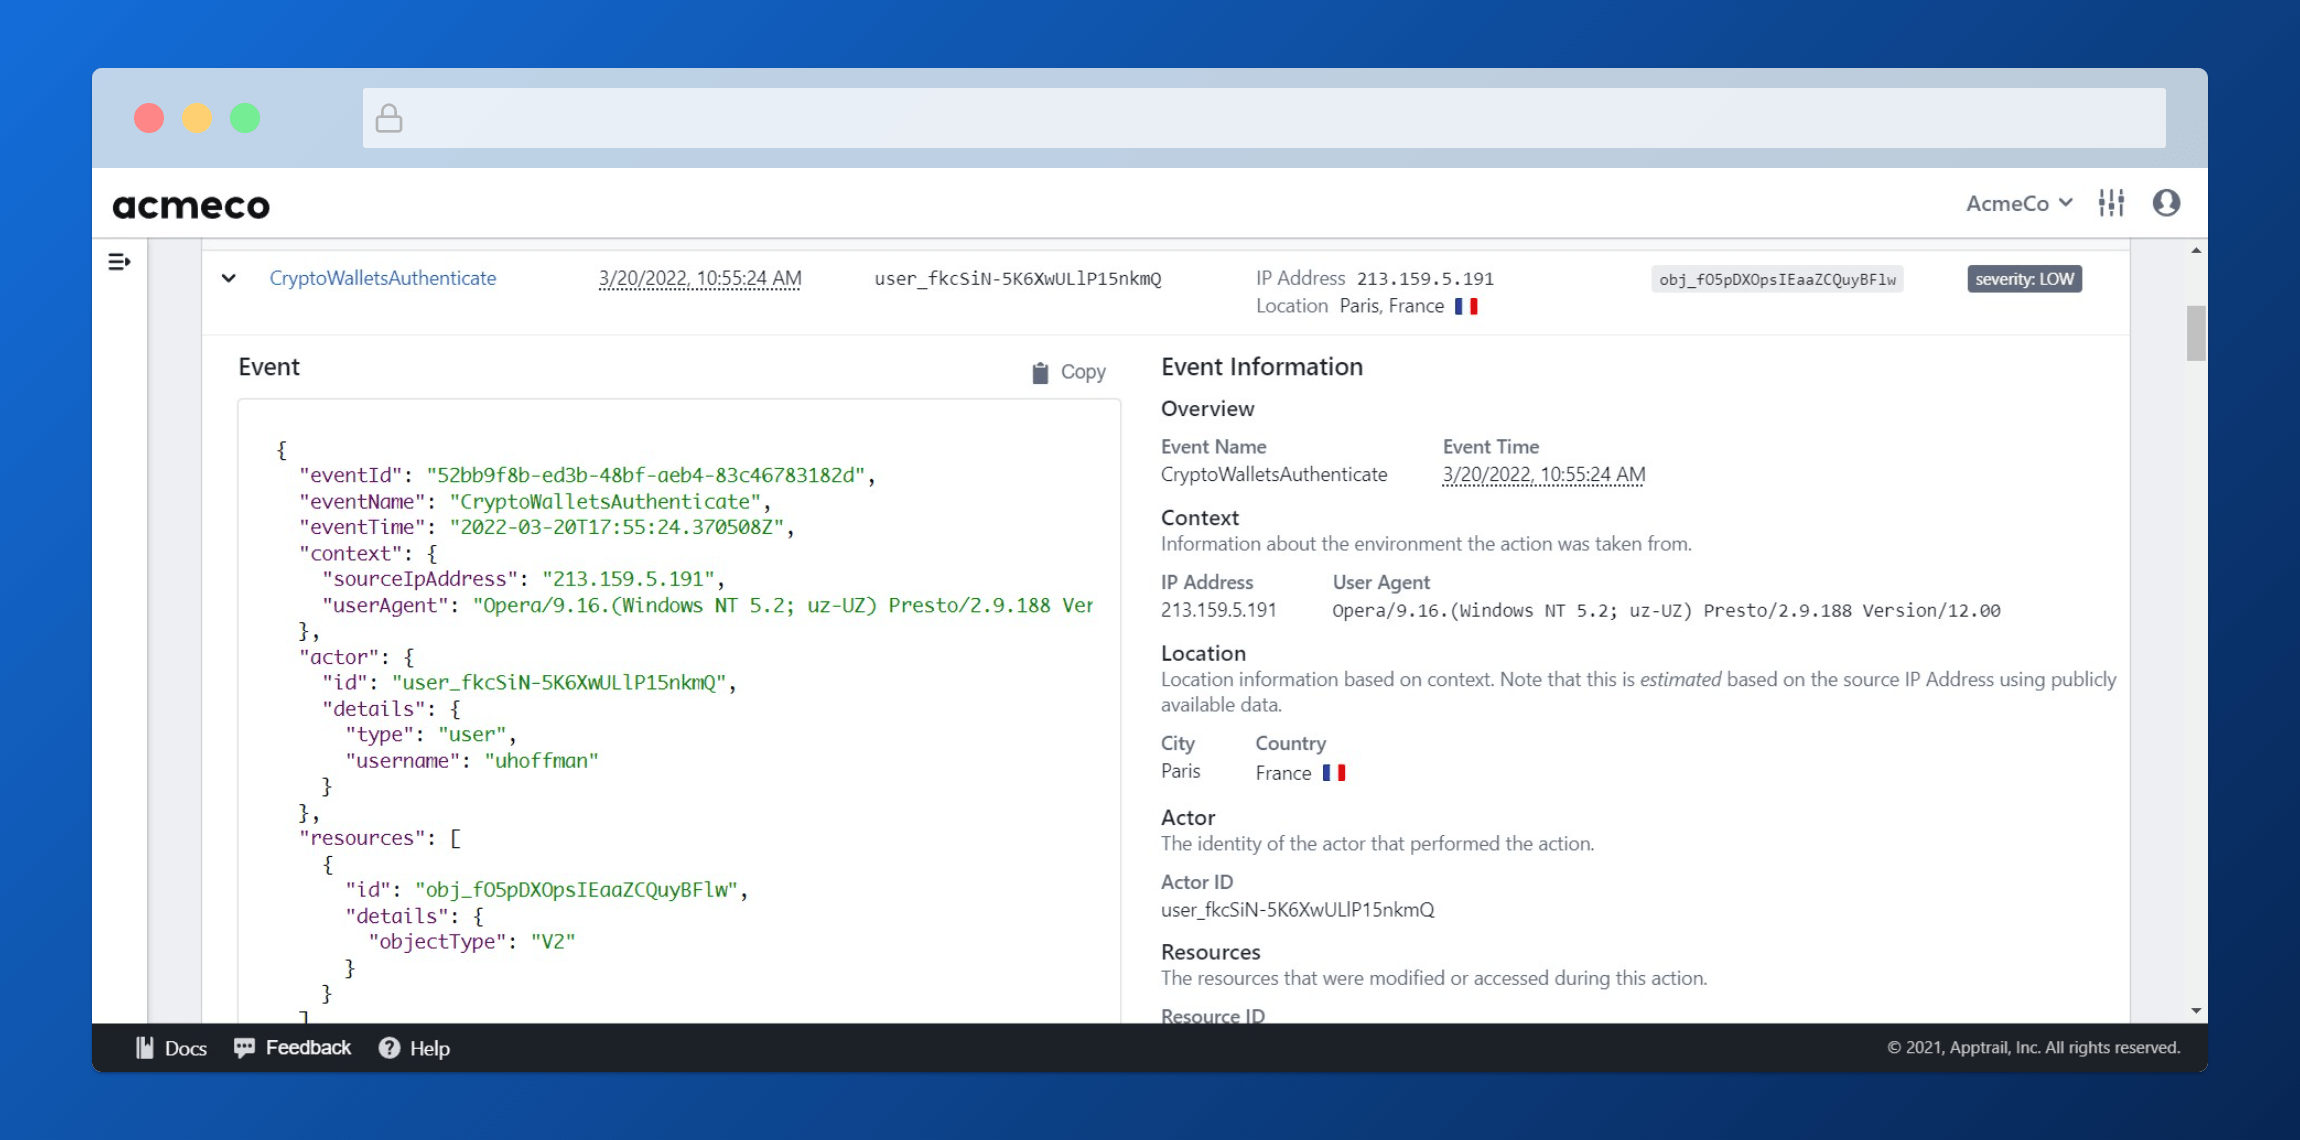 acmeco
AcmeCo
CryptoWalletsAuthenticate 3/20/2022, 10:55:24 AM user_fkcSiN-5K6XwULlP15nkmQ IP Address 213.159.5.191 obj_fO5pDXOpsIEaaZCQuyBFlw severity: LOW
Location Paris, France
Event
Copy
{
"eventId": "52bb9f8b-ed3b-48bf-aeb4-83c46783182d",
"eventName": "CryptoWalletsAuthenticate",
"eventTime": "2022-03-20T17:55:24.370508Z",
"context": {
"sourceIpAddress": "213.159.5.191",
"userAgent": "Opera/9.16.(Windows NT 5.2; uz-UZ) Presto/2.9.188 Ver
},
"actor": {
"id": "user_fkcSiN-5K6XwULlP15nkmQ",
"details": {
"type": "user",
"username": "uhoffman"
}
},
"resources": [
{
"id": "obj_fO5pDXOpsIEaaZCQuyBFlw",
"details": {
"objectType": "V2"
}
}
]
Event Information
Overview
Event Name Event Time
CryptoWalletsAuthenticate 3/20/2022, 10:55:24 AM
Context
Information about the environment the action was taken from.
IP Address User Agent
213.159.5.191 Opera/9.16.(Windows NT 5.2; uz-UZ) Presto/2.9.188 Version/12.00
Location
Location information based on context. Note that this is estimated based on the source IP Address using publicly
available data.
City Country
Paris France
Actor
The identity of the actor that performed the action.
Actor ID
user_fkcSiN-5K6XwULlP15nkmQ
Resources
The resources that were modified or accessed during this action.
Resource ID
Docs Feedback Help
© 2021, Apptrail, Inc. All rights reserved.